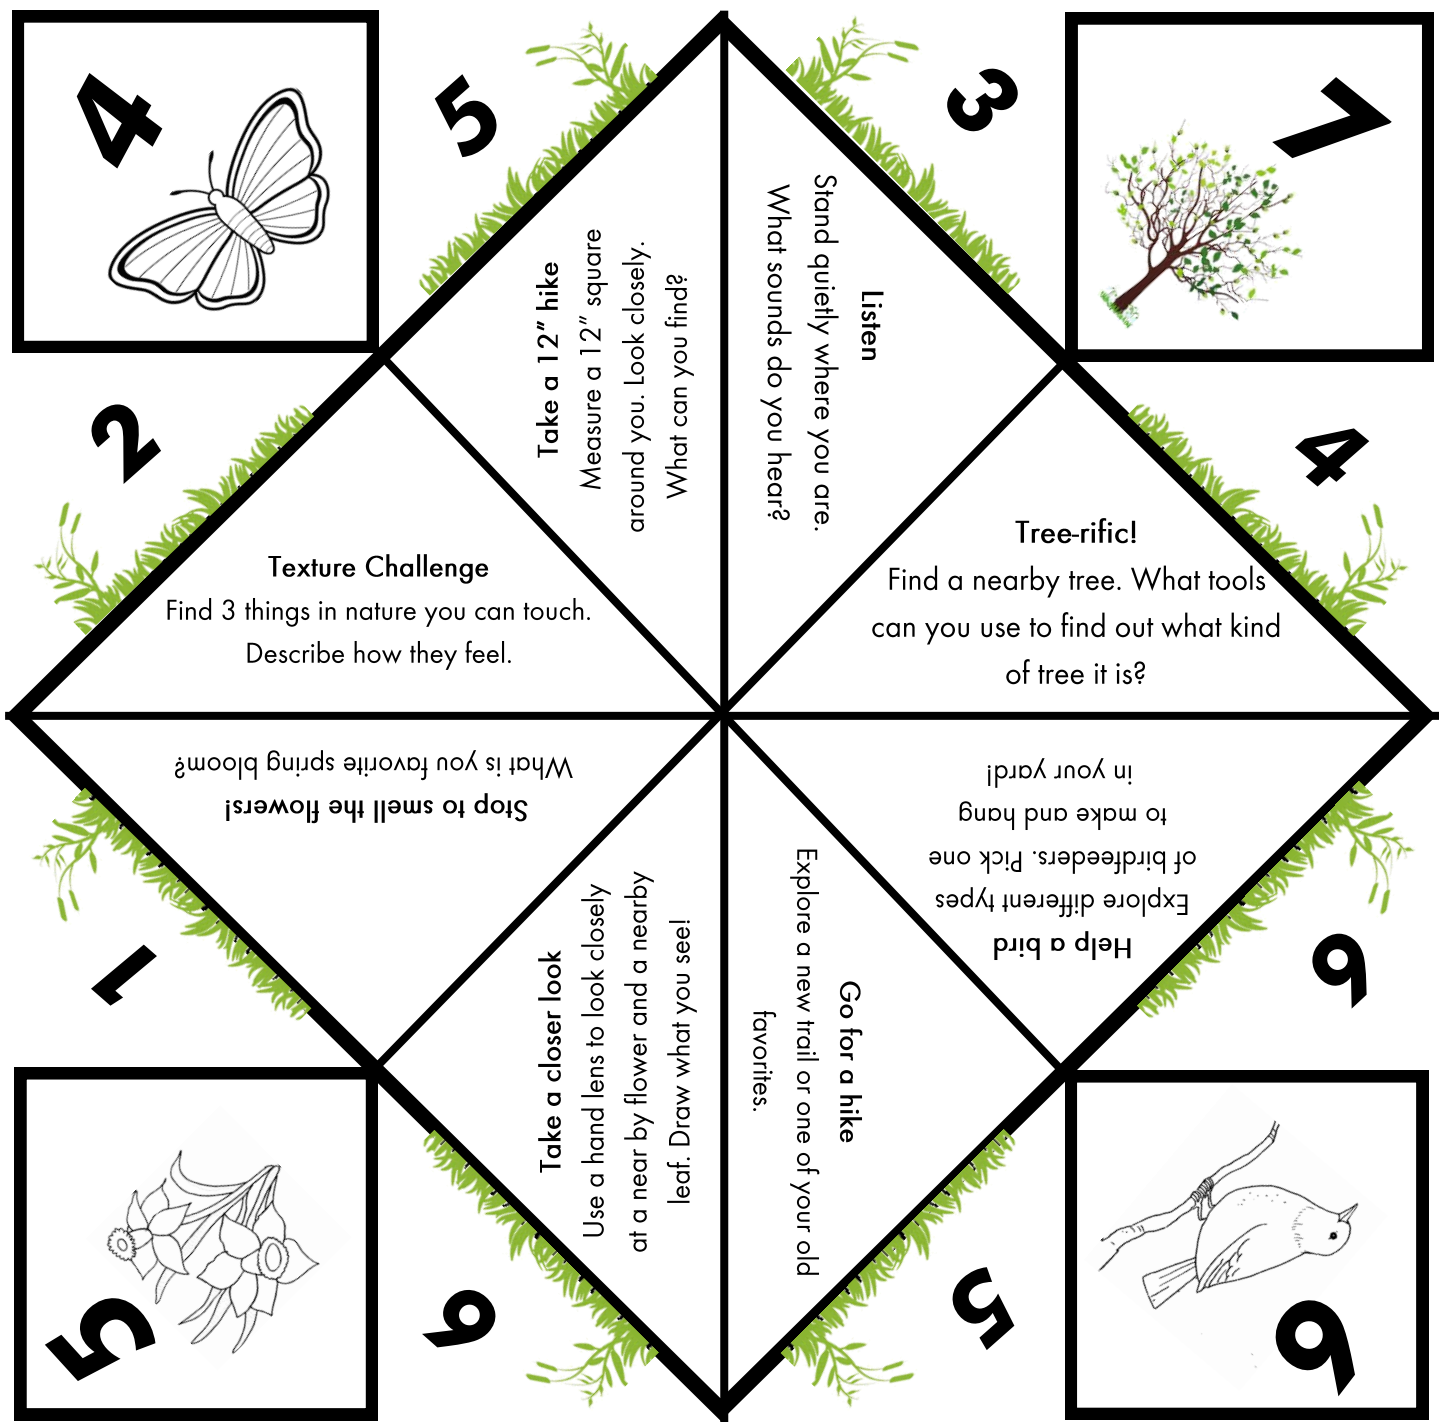 4
5
3
7
Take a 12” hike
Measure a 12” square
around you. Look closely.
What can you find?
Listen
Stand quietly where you are.
What sounds do you hear?
2
4
Texture Challenge
Find 3 things in nature you can touch.
Describe how they feel.
Tree-rific!
Find a nearby tree. What tools
can you use to find out what kind
of tree it is?
Stop to smell the flowers!
What is you favorite spring bloom?
Help a bird
Explore different types
of birdfeeders. Pick one
to make and hang
in your yard!
1
6
Take a closer look
Use a hand lens to look closely
at a near by flower and a nearby
leaf. Draw what you see!
Go for a hike
Explore a new trail or one of your old
favorites.
5
6
5
6